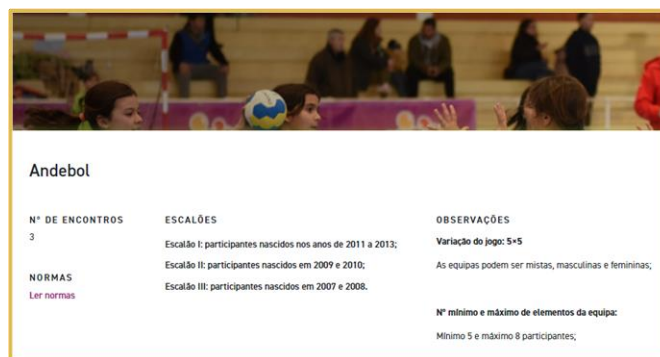 Andebol
Nº DE ENCONTROS
3
NORMAS
Ler normas
ESCALÕES
Escalão I: participantes nascidos nos anos de 2011 a 2013;
Escalão II: participantes nascidos em 2009 e 2010;
Escalão III: participantes nascidos em 2007 e 2008.
OBSERVAÇÕES
Variação do jogo: 5×5
As equipas podem ser mistas, masculinas e femininas;
Nº mínimo e máximo de elementos da equipa:
Mínimo 5 e máximo 8 participantes;